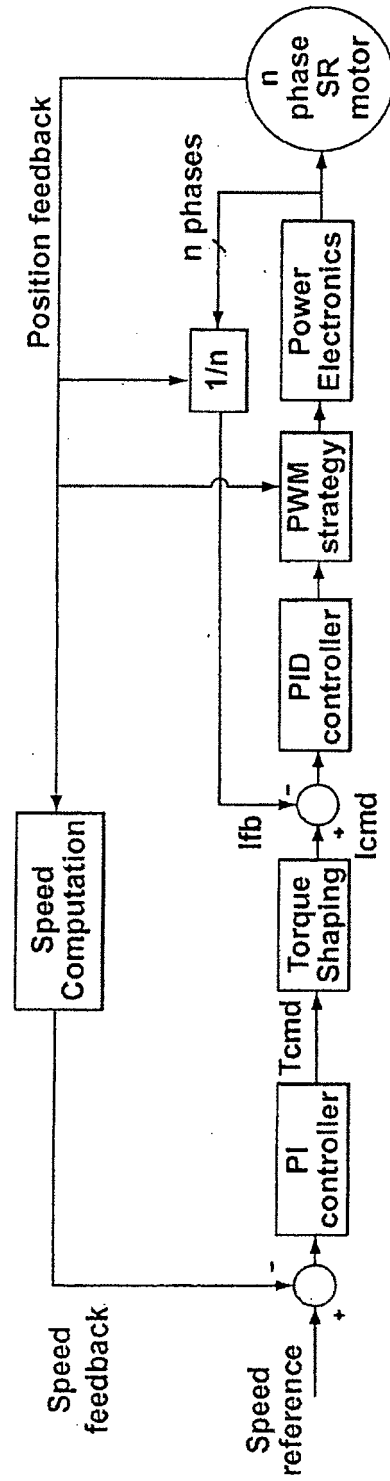 Speed
feedback
Speed
reference
+
-
PI
controller
Tcmd
Torque
Shaping
Speed
Computation
Ifb
-
+
Icmd
PID
controller
PWM
strategy
Power
Electronics
1/n
n phases
Position feedback
n
phase
SR
motor